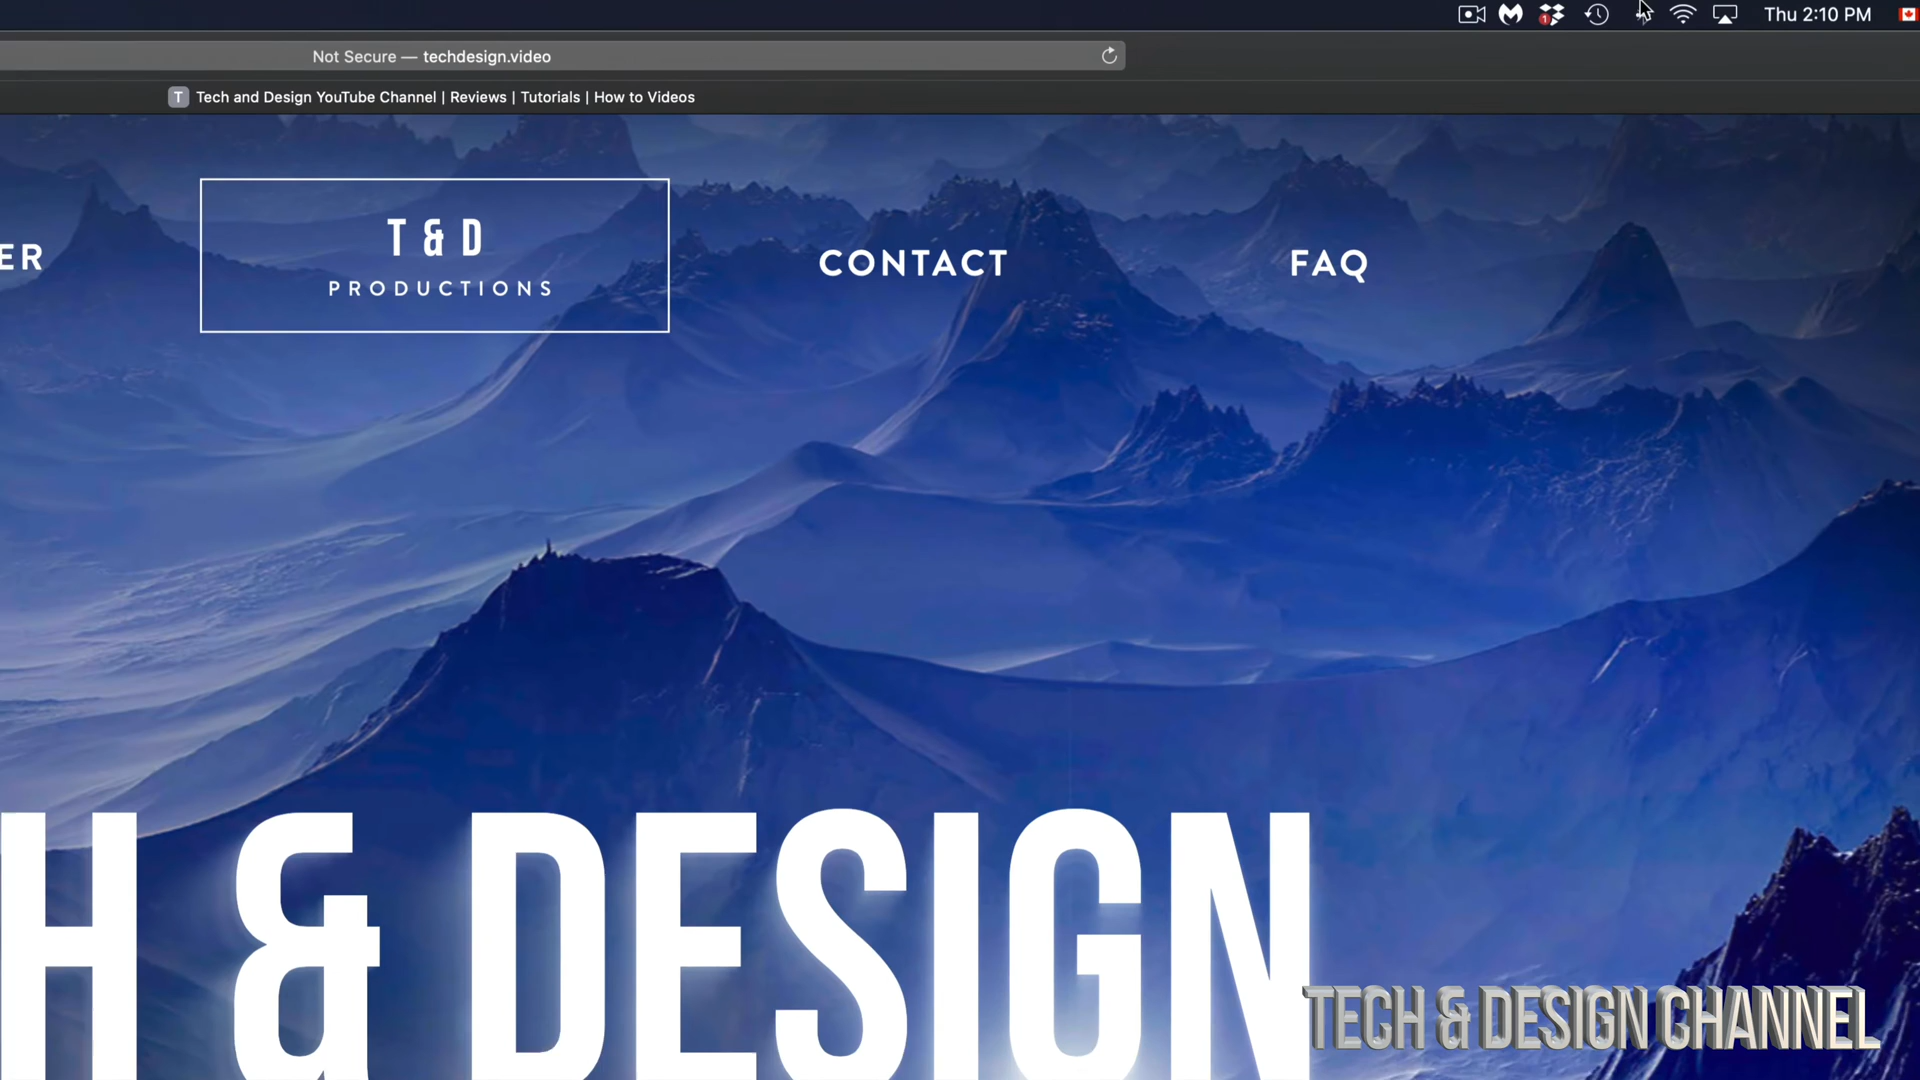 1
Thu 2:10 PM
Not Secure — techdesign.video
T
Tech and Design YouTube Channel | Reviews | Tutorials | How to Videos
ER
T & D
PRODUCTIONS
CONTACT
FAQ
H & DESIGN
TECH & DESIGN CHANNEL